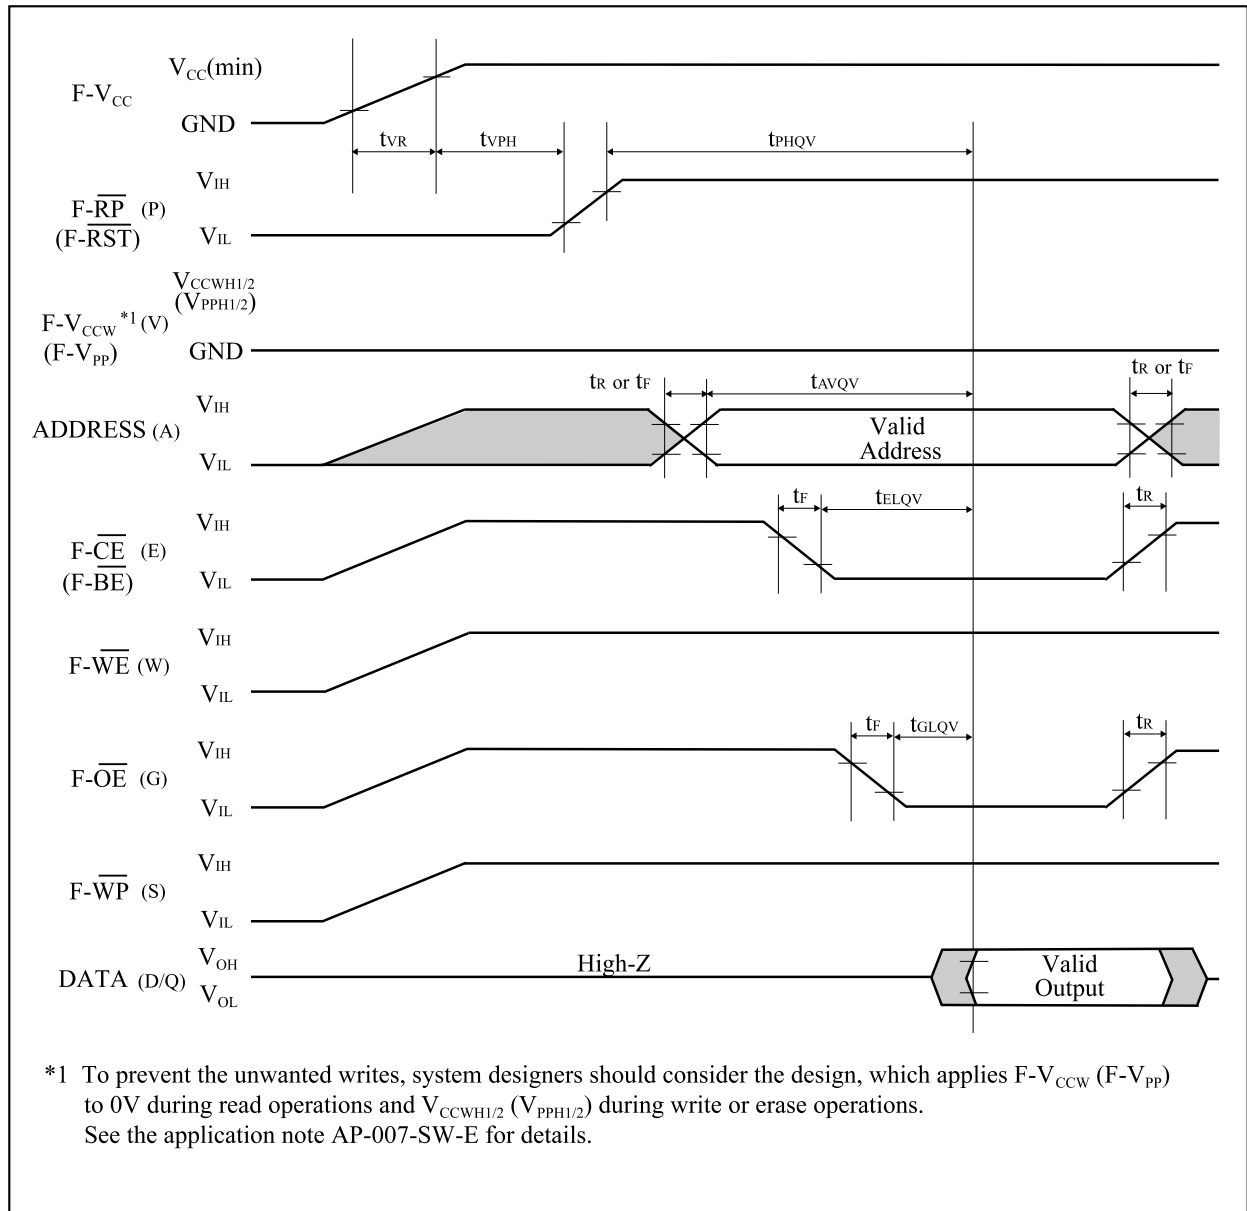 VCC(min)
F-VCC
GND
tVR
tVPH
tPHQV
VIH
F-RP (P)
(F-RST)
VIL
VCCWH1/2
(VPPH1/2)
F-VCCW *1 (V)
(F-VPP)
GND
tR or tF
tAVQV
tR or tF
VIH
ADDRESS (A)
Valid
Address
VIL
tF
tELQV
tR
VIH
F-CE (E)
(F-BE)
VIL
VIH
F-WE (W)
VIL
tF
tGLQV
tR
VIH
F-OE (G)
VIL
VIH
F-WP (S)
VIL
VOH
DATA (D/Q)
VOL
High-Z
Valid
Output
*1 To prevent the unwanted writes, system designers should consider the design, which applies F-VCCW (F-VPP)
to 0V during read operations and VCCWH1/2 (VPPH1/2) during write or erase operations.
See the application note AP-007-SW-E for details.